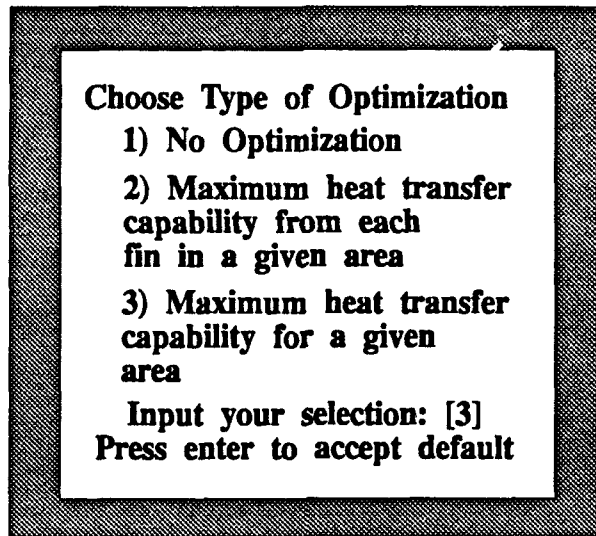 Choose Type of Optimization
1) No Optimization
2) Maximum heat transfer
capability from each
fin in a given area
3) Maximum heat transfer
capability for a given
area
Input your selection: [3]
Press enter to accept default